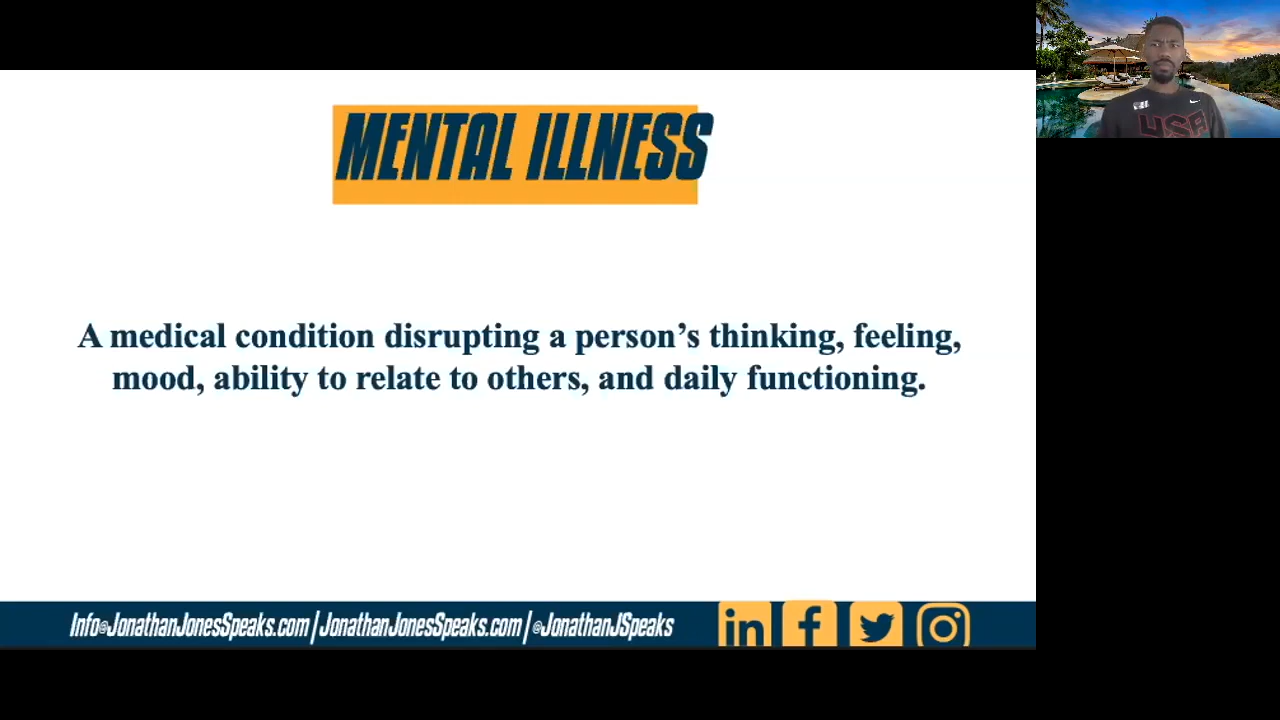 MENTAL ILLNESS
A medical condition disrupting a person’s thinking, feeling,
mood, ability to relate to others, and daily functioning.
Info@JonathanJonesSpeaks.com | JonathanJonesSpeaks.com | @JonathanJSpeaks
USA